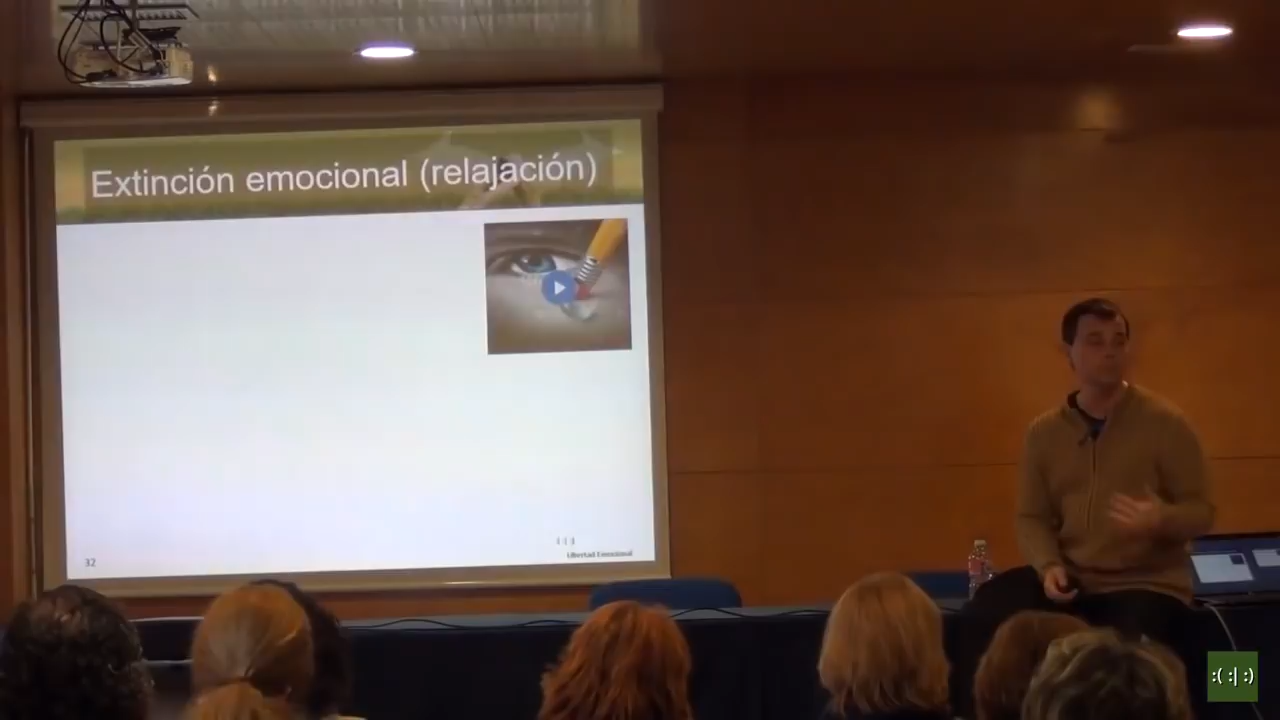 Extinción emocional (relajación)
32
:( :| :)
Libertad Emocional
:( :| :)